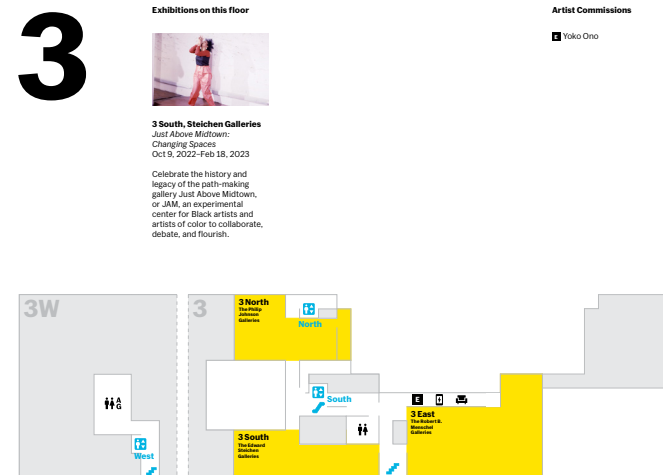 3
Exhibitions on this floor
3 South, Steichen Galleries
Just Above Midtown:
Changing Spaces
Oct 9, 2022–Feb 18, 2023
Celebrate the history and
legacy of the path-making
gallery Just Above Midtown,
or JAM, an experimental
center for Black artists and
artists of color to collaborate,
debate, and flourish.
Artist Commissions
E Yoko Ono
3W
3
3 North
The Philip
Johnson
Galleries
North
A
G
West
South
E
3 South
The Edward
Steichen
Galleries
3 East
The Robert B.
Menschel
Galleries